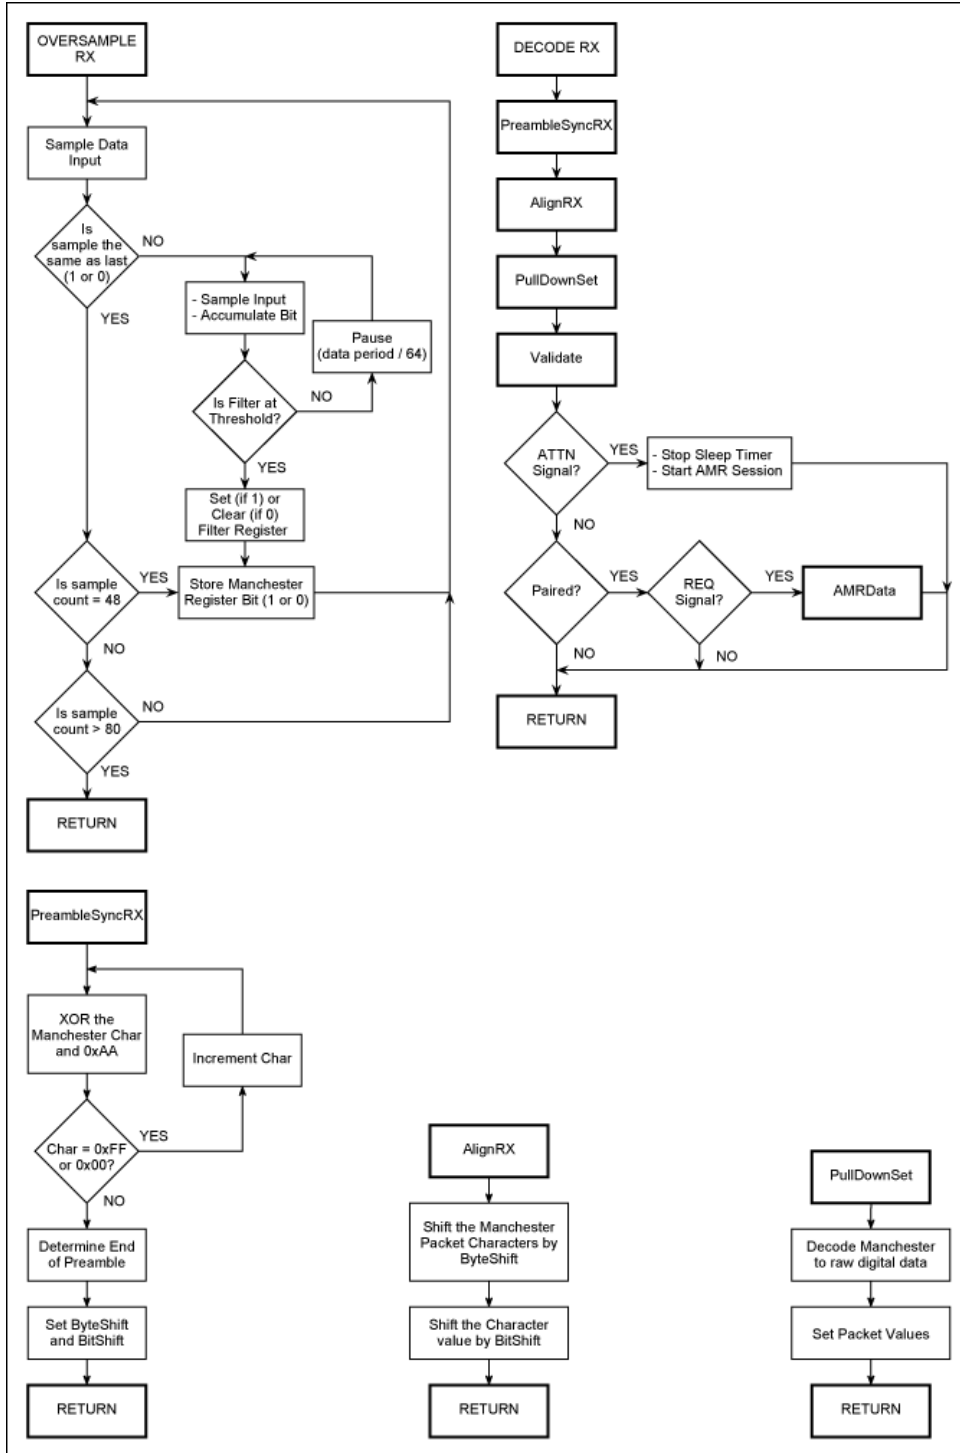 OVERSAMPLE
RX
Sample Data
Input
Is
sample the
same as last
(1 or 0)
NO
YES
- Sample Input
- Accumulate Bit
Pause
(data period / 64)
Is Filter at
Threshold?
NO
YES
Set (if 1) or
Clear (if 0)
Filter Register
Is sample
count = 48
YES
Store Manchester
Register Bit (1 or 0)
NO
Is sample
count > 80
NO
YES
RETURN
DECODE RX
PreambleSyncRX
AlignRX
PullDownSet
Validate
ATTN
Signal?
YES
- Stop Sleep Timer
- Start AMR Session
NO
Paired?
YES
REQ
Signal?
YES
AMRData
NO
NO
RETURN
PreambleSyncRX
XOR the
Manchester Char
and 0xAA
Increment Char
Char = 0xFF
or 0x00?
YES
NO
Determine End
of Preamble
Set ByteShift
and BitShift
RETURN
AlignRX
Shift the Manchester
Packet Characters by
ByteShift
Shift the Character
value by BitShift
RETURN
PullDownSet
Decode Manchester
to raw digital data
Set Packet Values
RETURN